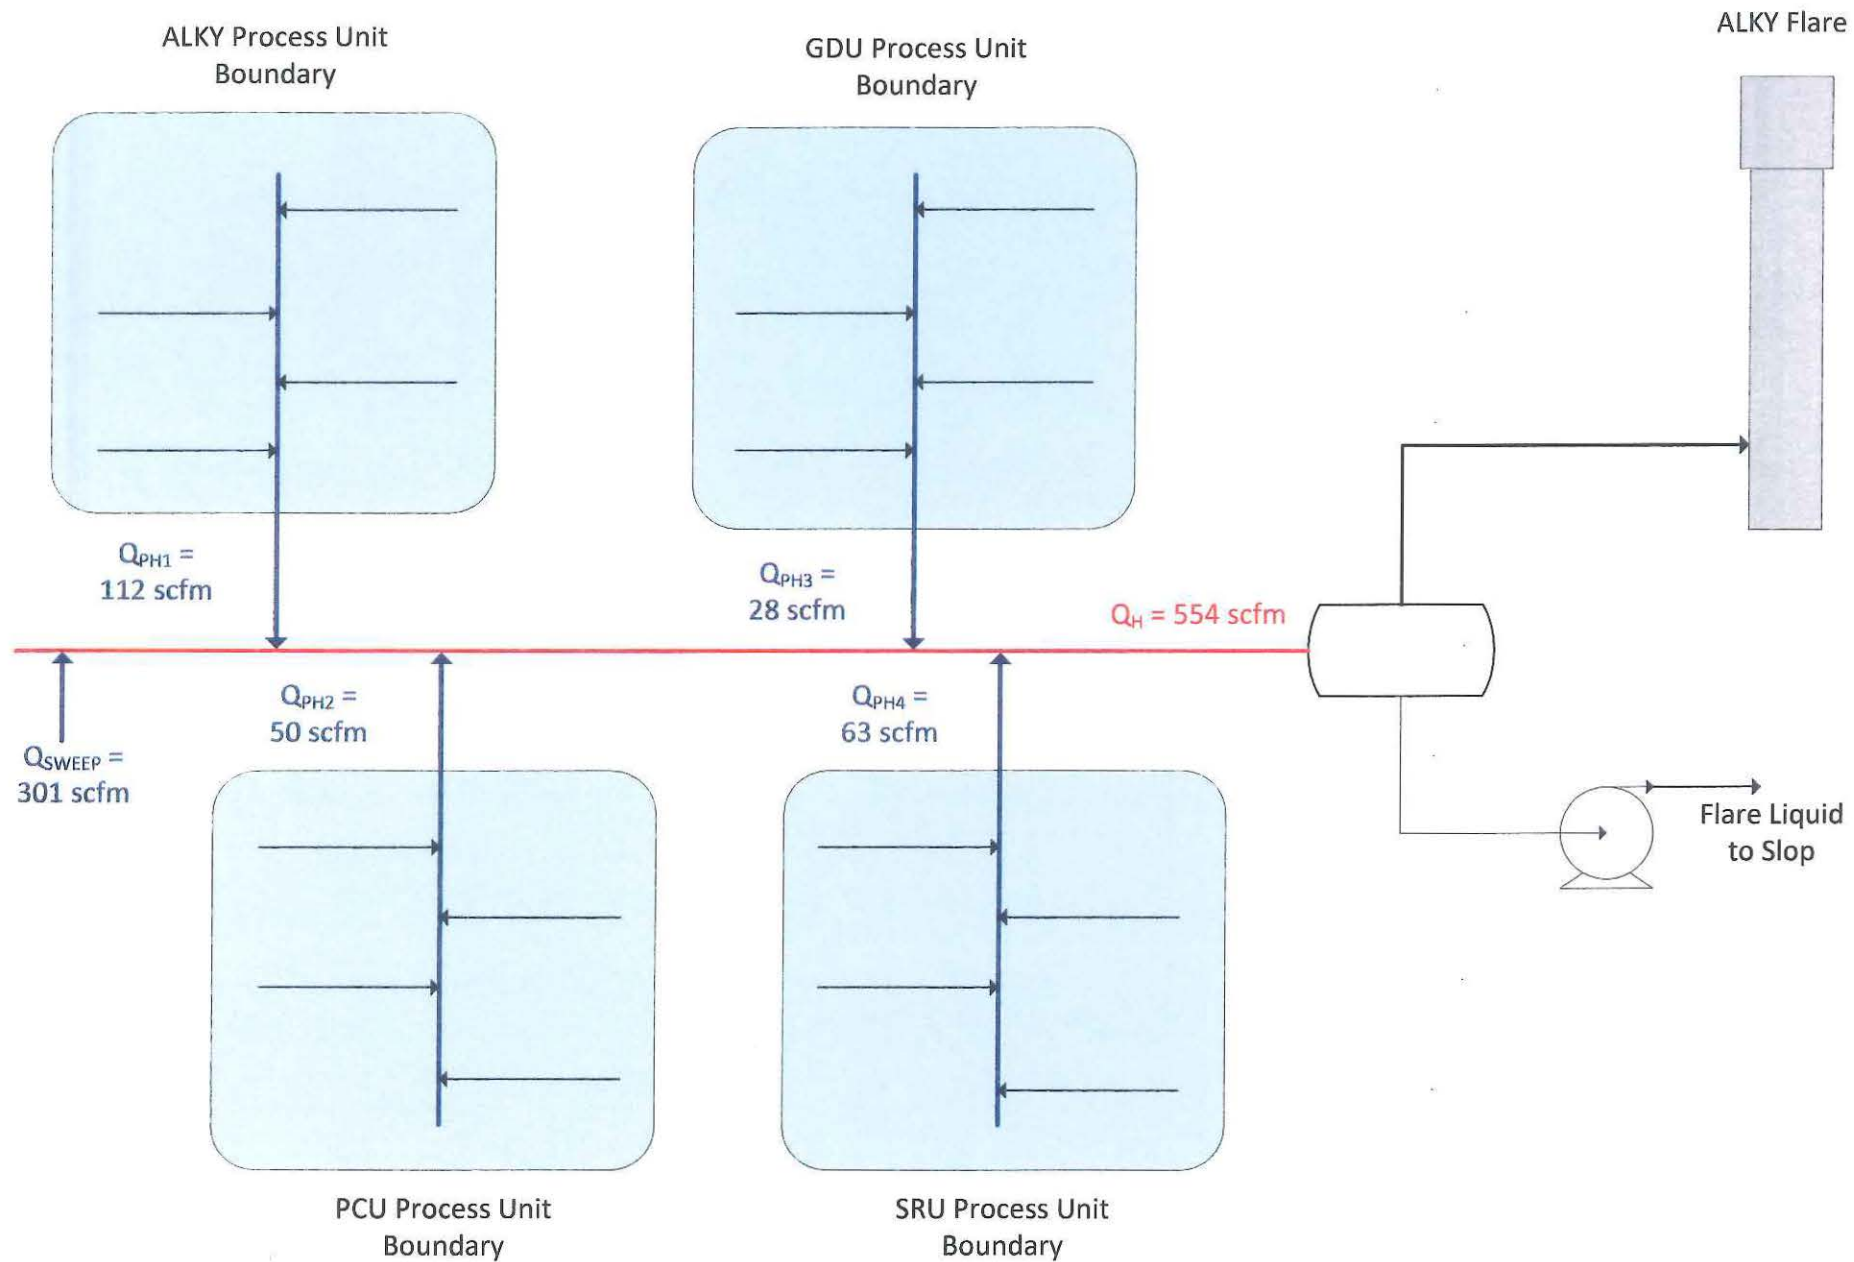 ALKY Process Unit
Boundary
GDU Process Unit
Boundary
ALKY Flare
QPH1 =
112 scfm
QPH3 =
28 scfm
QH = 554 scfm
QPH2 =
50 scfm
QPH4 =
63 scfm
QSWEEP =
301 scfm
Flare Liquid
to Slop
PCU Process Unit
Boundary
SRU Process Unit
Boundary